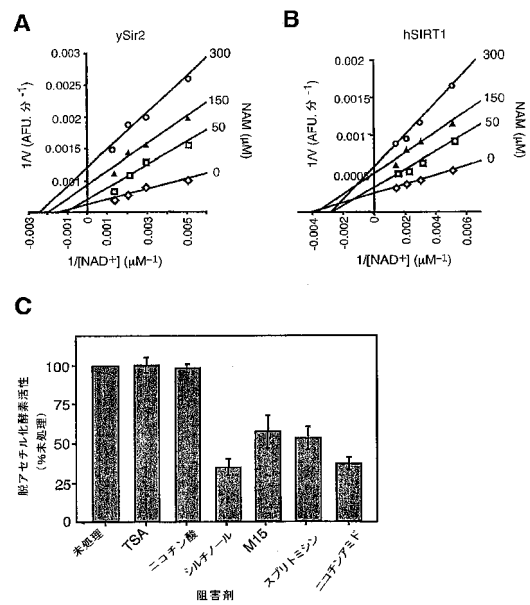 A
ySir2
0.003
0.0025
0.002
0.0015
0.001
0
300
150
50
0
1/V (AFU. 分 -1)
NAM (μM)
-0.003
-0.001
0
0.001
0.003
0.005
1/[NAD+] (μM-1)
B
hSIRT1
0.002
0.0015
0.001
0.0005
0
300
150
50
0
1/V (AFU. 分 -1)
NAM (μM)
-0.004
-0.002
0
0.002
0.004
0.006
1/[NAD+] (μM-1)
C
脱アセチル化酵素活性
(%未処理)
100
75
50
25
0
未処理
TSA
ニコチン酸
シルチノール
M15
スプリトミシン
ニコチンアミド
阻害剤